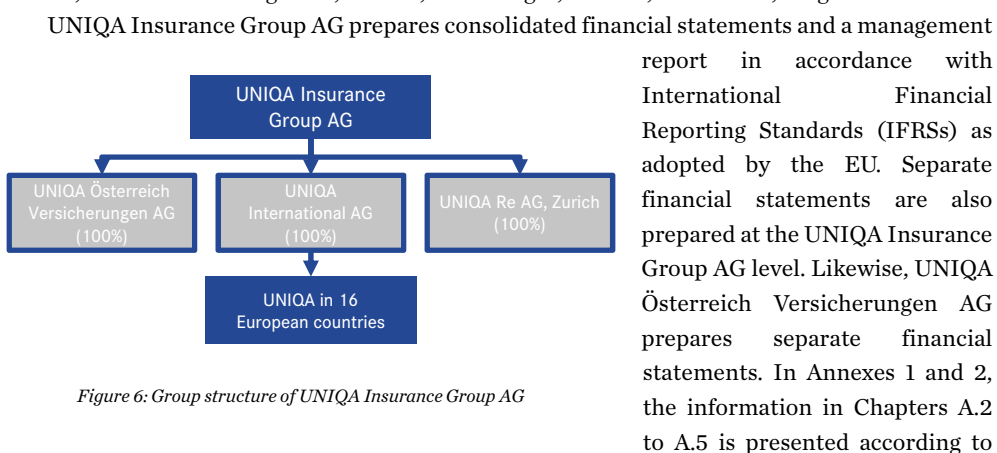 UNIQA Insurance Group AG prepares consolidated financial statements and a management
report in accordance with
International Financial
Reporting Standards (IFRSs) as
adopted by the EU. Separate
financial statements are also
prepared at the UNIQA Insurance
Group AG level. Likewise, UNIQA
Österreich Versicherungen AG
prepares separate financial
statements. In Annexes 1 and 2,
the information in Chapters A.2
to A.5 is presented according to
UNIQA Insurance
Group AG
UNIQA Österreich
Versicherungen AG
(100%)
UNIQA
International AG
(100%)
UNIQA Re AG, Zurich
(100%)
UNIQA in 16
European countries
Figure 6: Group structure of UNIQA Insurance Group AG